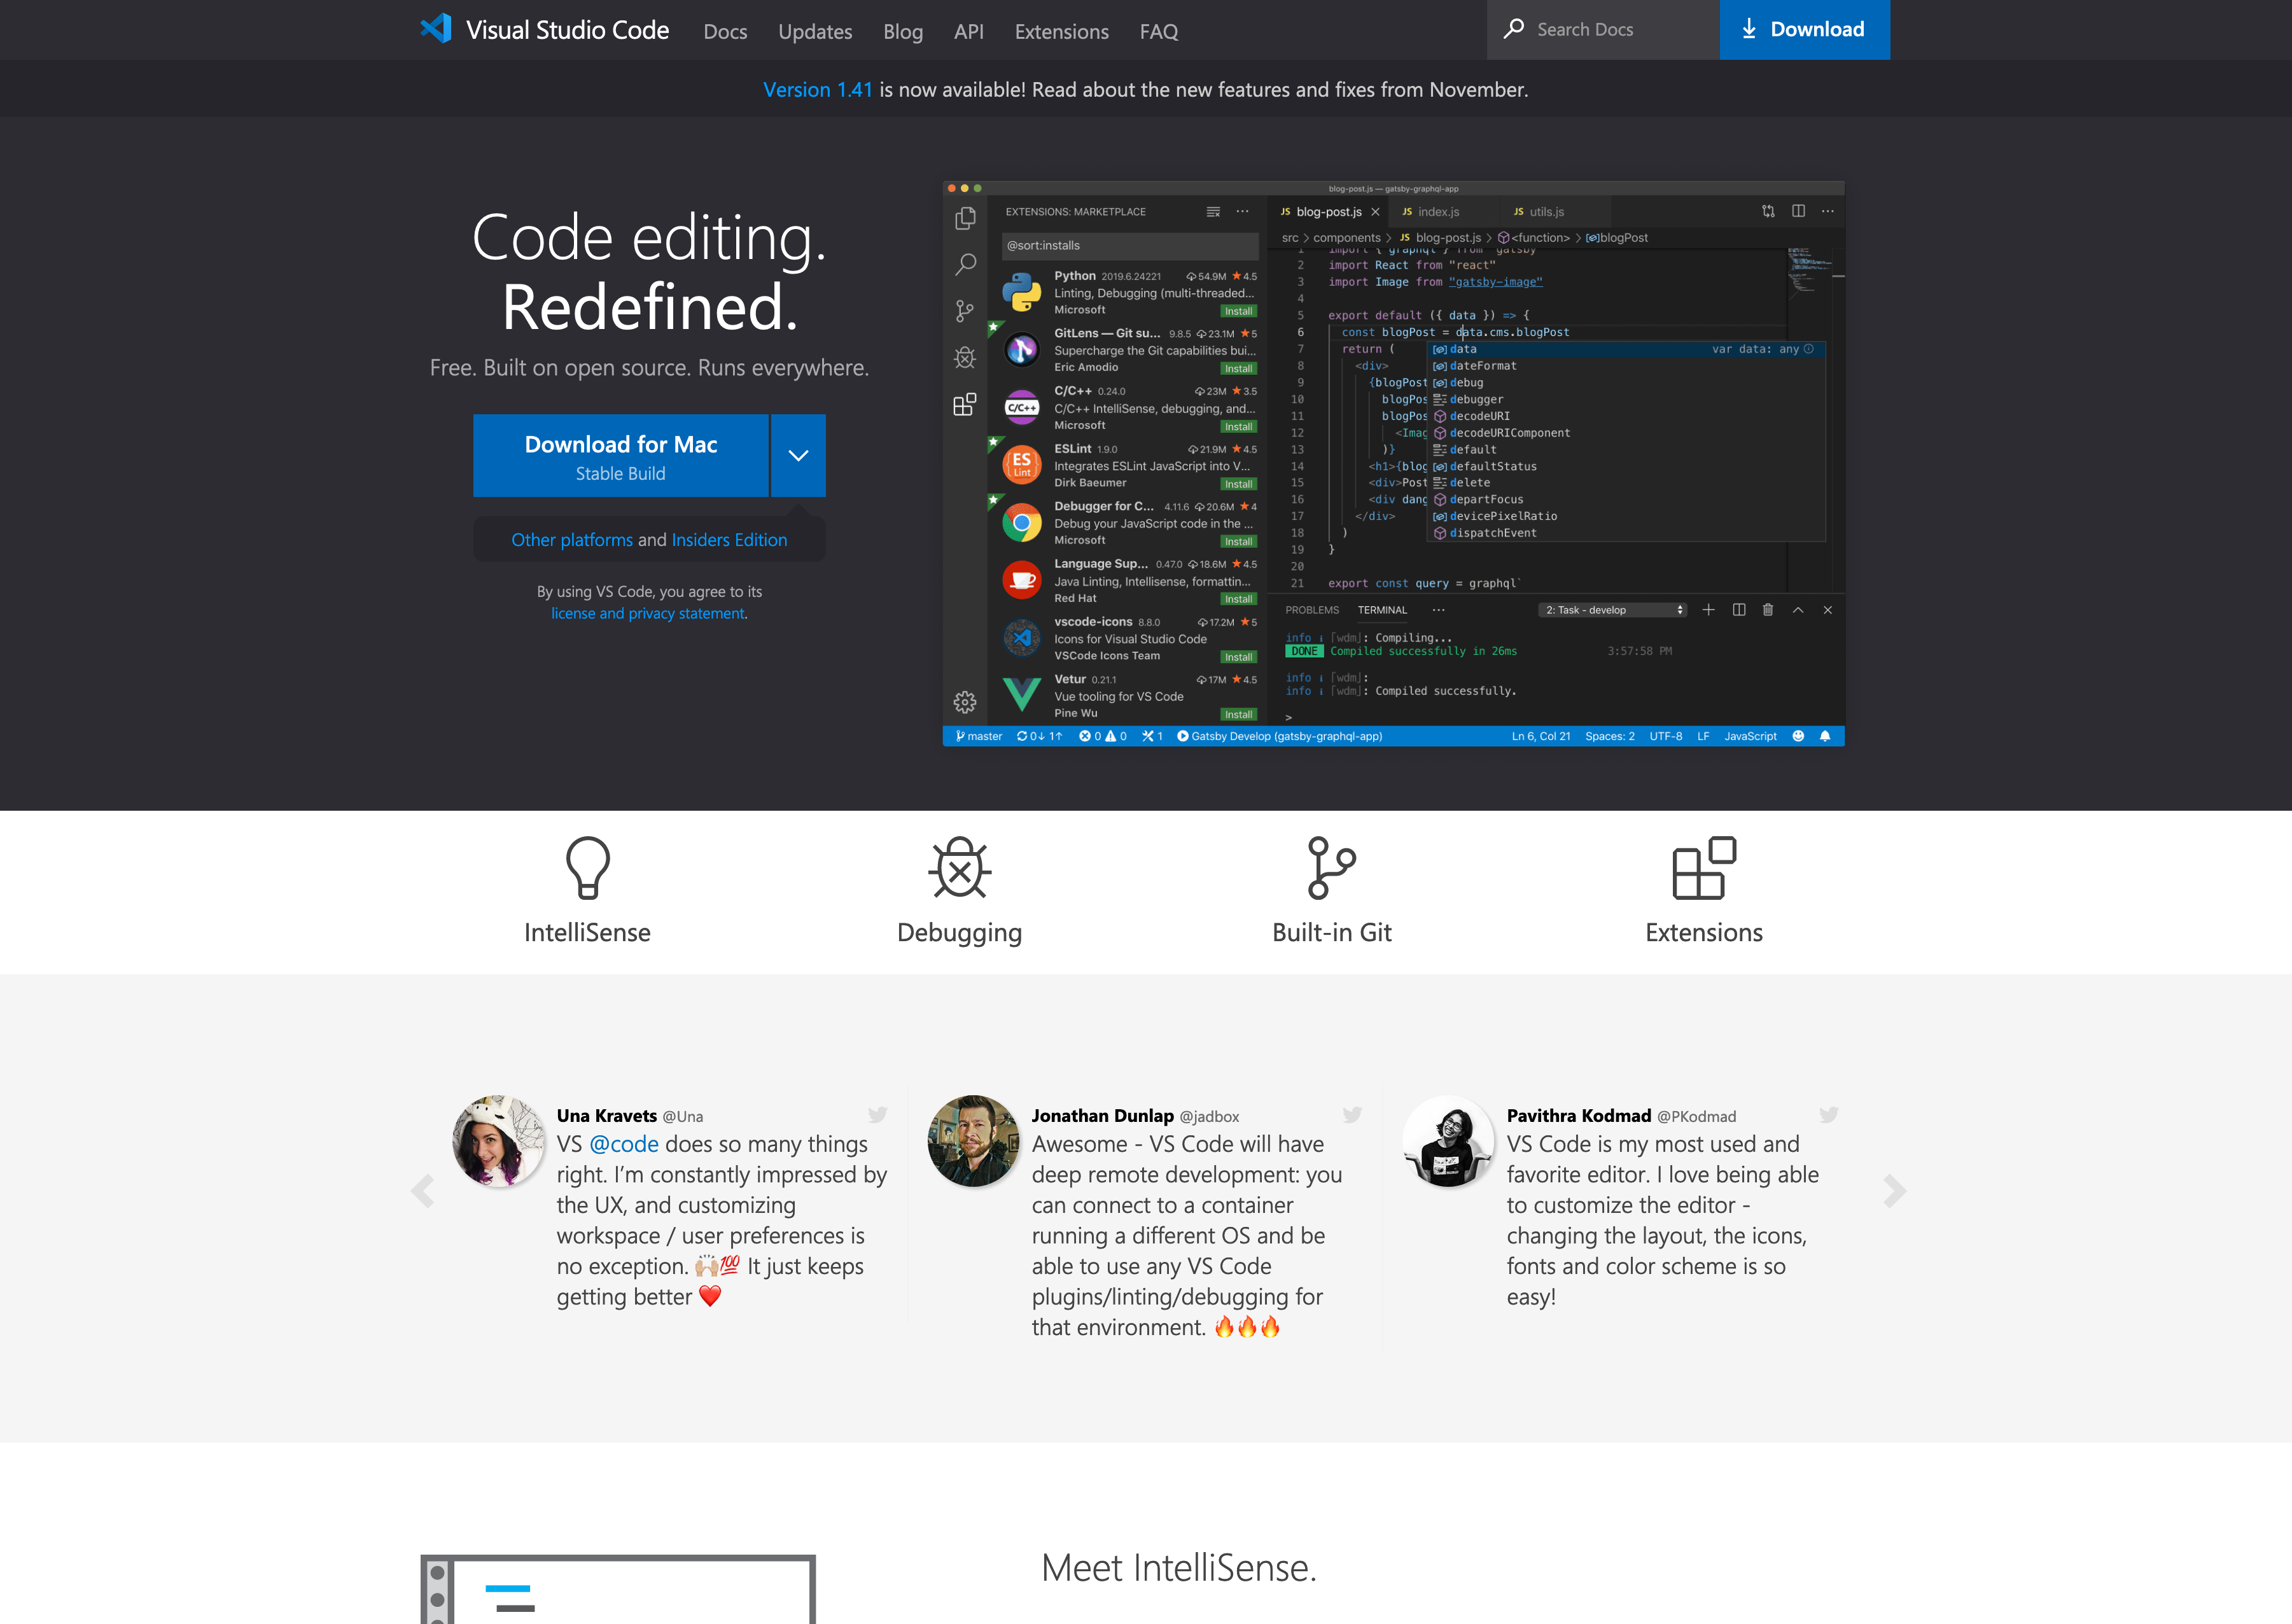 Visual Studio Code
Docs
Updates
Blog
API
Extensions
FAQ
Search Docs
Download
Version 1.41 is now available! Read about the new features and fixes from November.
Code editing.
Redefined.
Free. Built on open source. Runs everywhere.
Download for Mac
Stable Build
Other platforms and Insiders Edition
By using VS Code, you agree to its
license and privacy statement.
blog-post.js — gatsby-graphql-app
EXTENSIONS: MARKETPLACE
@sort:installs
Python 2019.6.24221 54.9M ★4.5
Linting, Debugging (multi-threaded...
Microsoft Install
GitLens — Git su... 9.8.5 23.1M ★5
Supercharge the Git capabilities bui...
Eric Amodio Install
C/C++ 0.24.0 23M ★3.5
C/C++ IntelliSense, debugging, and...
Microsoft Install
C/C++
ESLint 1.9.0 21.9M ★4.5
Integrates ESLint JavaScript into V...
Dirk Baeumer Install
ES
Lint
Debugger for C... 4.11.6 20.6M ★4
Debug your JavaScript code in the ...
Microsoft Install
Language Sup... 0.47.0 18.6M ★4.5
Java Linting, Intellisense, formattin...
Red Hat Install
vscode-icons 8.8.0 17.2M ★5
Icons for Visual Studio Code
VSCode Icons Team Install
Vetur 0.21.1 17M ★4.5
Vue tooling for VS Code
Pine Wu Install
JS blog-post.js
JS index.js
JS utils.js
src > components > JS blog-post.js > <function> > blogPost
1 import { graphql } from "gatsby"
2 import React from "react"
3 import Image from "gatsby-image"
4
5 export default ({ data }) => {
6 const blogPost = data.cms.blogPost
7 return (
8 <div>
9 {blogPost
10 blogPos
11 blogPos
12 <Imag
13 )}
14 <h1>{blog
15 <div>Post
16 <div dang
17 </div>
18 )
19 }
20
21 export const query = graphql`
data var data: any
dateFormat
debug
debugger
decodeURI
decodeURIComponent
default
defaultStatus
delete
departFocus
devicePixelRatio
dispatchEvent
PROBLEMS
TERMINAL
2: Task - develop
info i ｢wdm｣: Compiling...
DONE Compiled successfully in 26ms 3:57:58 PM
info i ｢wdm｣:
info i ｢wdm｣: Compiled successfully.
>
master 0↓ 1↑ 0 0 1 Gatsby Develop (gatsby-graphql-app)
Ln 6, Col 21 Spaces: 2 UTF-8 LF JavaScript
IntelliSense
Debugging
Built-in Git
Extensions
Una Kravets @Una
VS @code does so many things
right. I’m constantly impressed by
the UX, and customizing
workspace / user preferences is
no exception. 🙌🏼💯 It just keeps
getting better ❤️
Jonathan Dunlap @jadbox
Awesome - VS Code will have
deep remote development: you
can connect to a container
running a different OS and be
able to use any VS Code
plugins/linting/debugging for
that environment. 🔥🔥🔥
Pavithra Kodmad @PKodmad
VS Code is my most used and
favorite editor. I love being able
to customize the editor -
changing the layout, the icons,
fonts and color scheme is so
easy!
Meet IntelliSense.